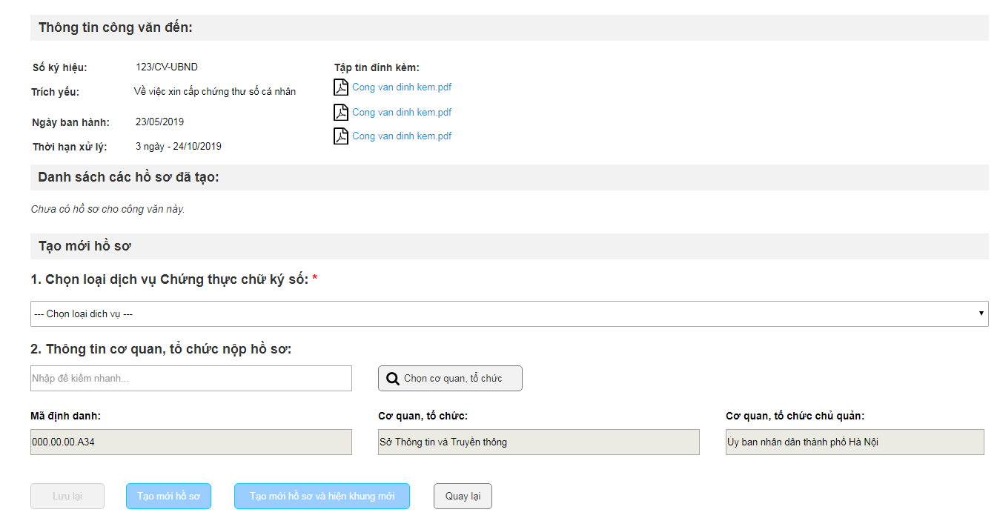 Thông tin công văn đến:
Số ký hiệu: 123/CV-UBND
Tập tin đính kèm:
Cong van dinh kem.pdf
Trích yếu: Về việc xin cấp chứng thư số cá nhân
Cong van dinh kem.pdf
Ngày ban hành: 23/05/2019
Cong van dinh kem.pdf
Thời hạn xử lý: 3 ngày - 24/10/2019
Danh sách các hồ sơ đã tạo:
Chưa có hồ sơ cho công văn này.
Tạo mới hồ sơ
1. Chọn loại dịch vụ Chứng thực chữ ký số: *
--- Chọn loại dich vụ ---
2. Thông tin cơ quan, tổ chức nộp hồ sơ:
Nhập để kiếm nhanh...
Chọn cơ quan, tổ chức
Mã định danh: Cơ quan, tổ chức: Cơ quan, tổ chức chủ quản:
000.00.00.A34 Sở Thông tin và Truyền thông Uy ban nhân dân thành phố Hà Nội
Lưu lại Tạo mới hồ sơ Tạo mới hồ sơ và hiện khung mới Quay lại